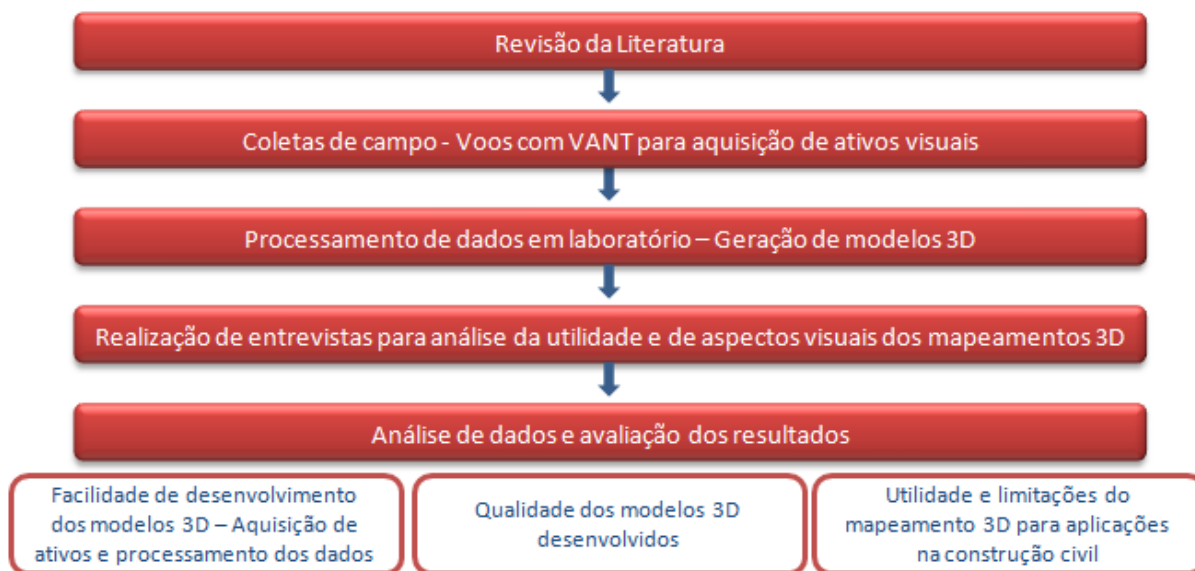 Revisão da Literatura
Coletas de campo - Voos com VANT para aquisição de ativos visuais
Processamento de dados em laboratório – Geração de modelos 3D
Realização de entrevistas para análise da utilidade e de aspectos visuais dos mapeamentos 3D
Análise de dados e avaliação dos resultados
Facilidade de desenvolvimento
dos modelos 3D – Aquisição de
ativos e processamento dos dados
Qualidade dos modelos 3D
desenvolvidos
Utilidade e limitações do
mapeamento 3D para aplicações
na construção civil